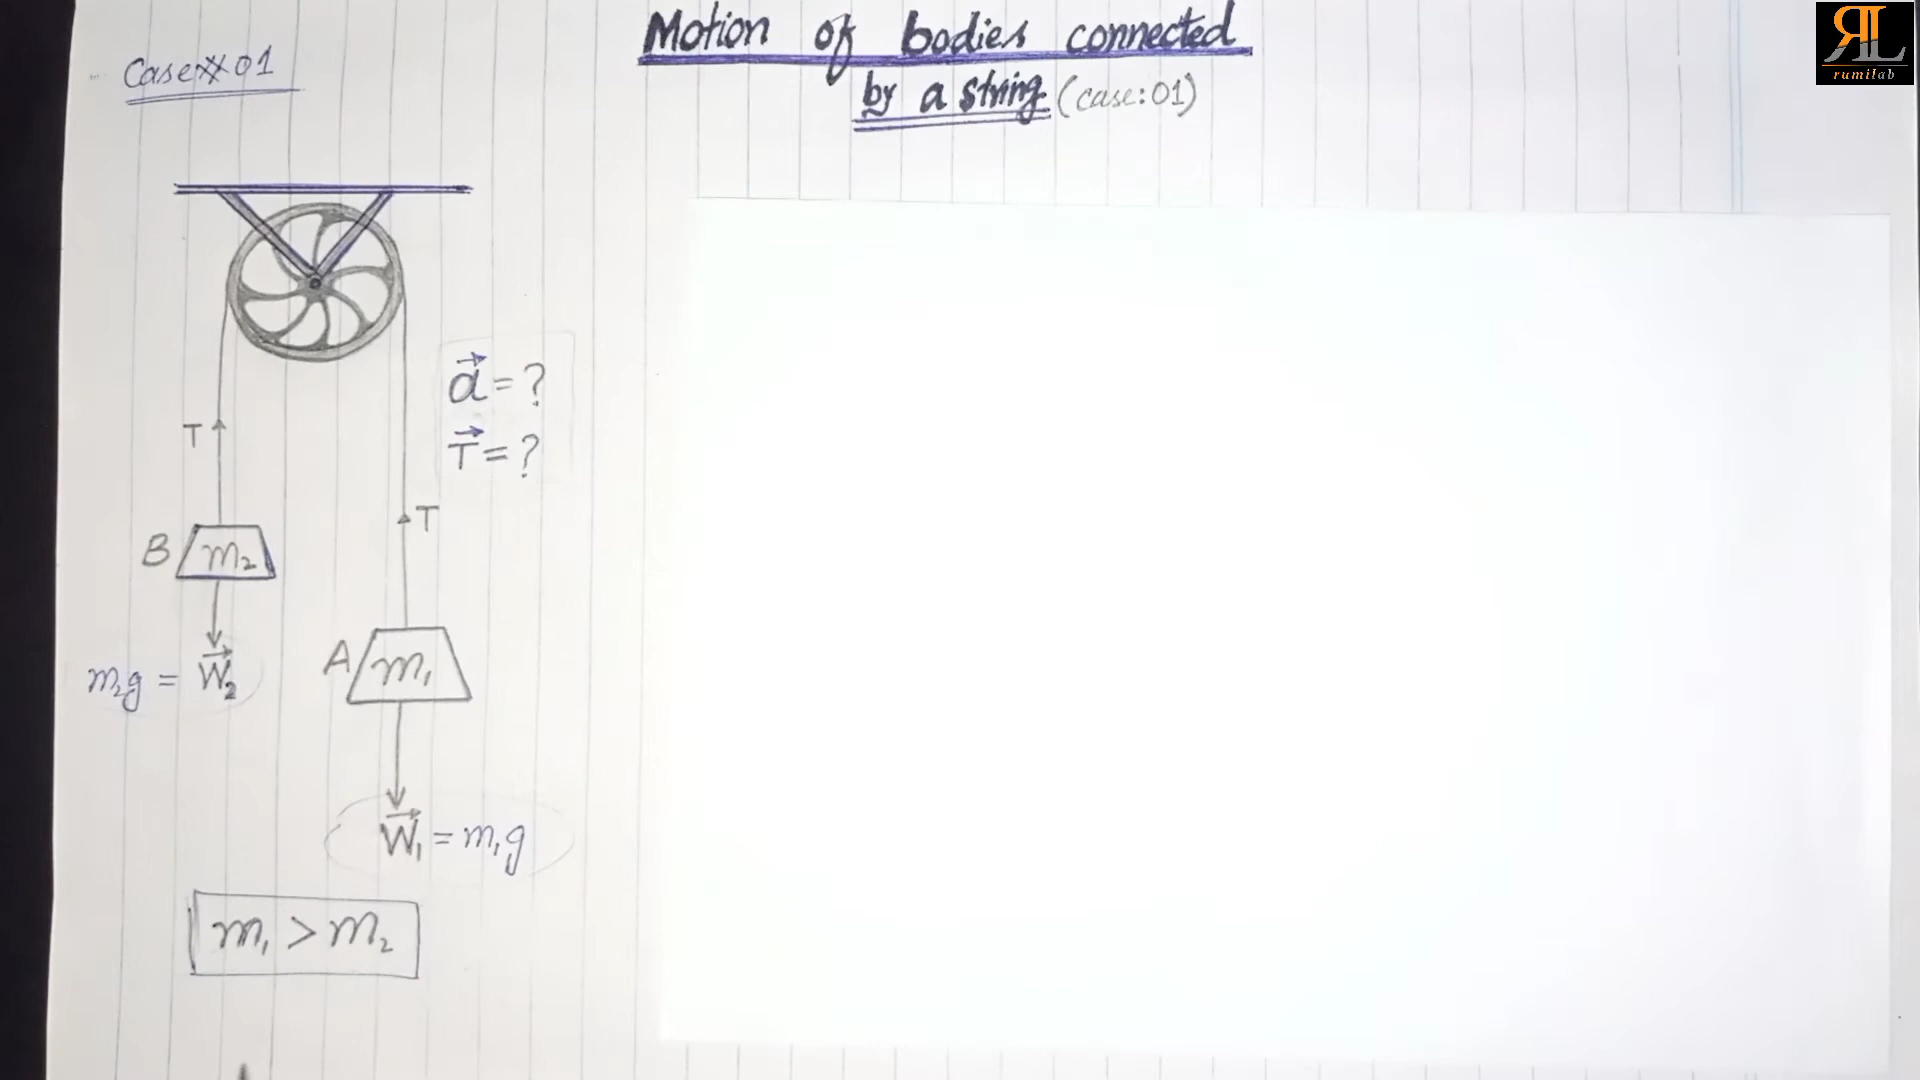 Motion of bodies connected
by a string (case:01)
RL
rumilab
Case# 01
a⃗ = ?
T⃗ = ?
T
T
B
m₂
m₂g = W⃗₂
A
m₁
W⃗₁ = m₁g
m₁ > m₂